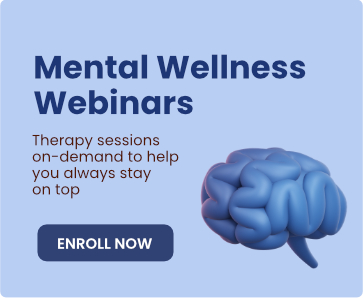 Mental Wellness
Webinars
Therapy sessions
on-demand to help
you always stay
on top
ENROLL NOW